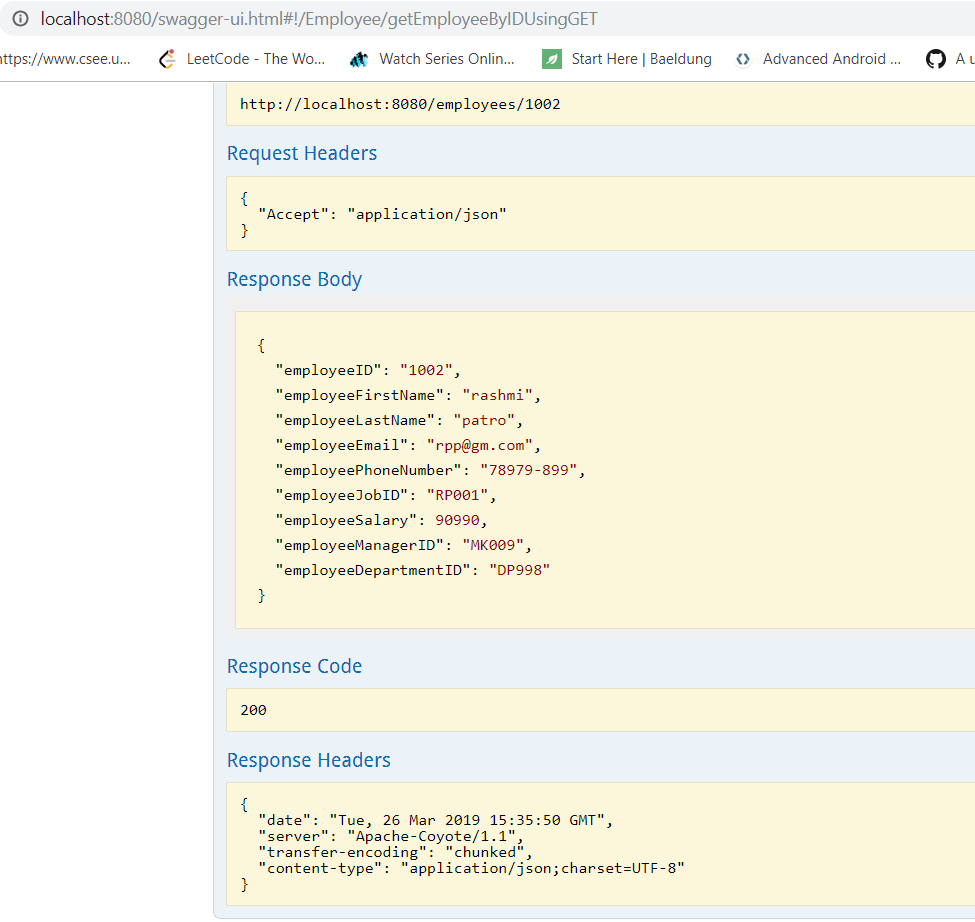 localhost:8080/swagger-ui.html#!/Employee/getEmployeeByIDUsingGET
ttps://www.csee.u... LeetCode - The Wo... Watch Series Onlin... Start Here | Baeldung Advanced Android ... A u
http://localhost:8080/employees/1002
Request Headers
{
"Accept": "application/json"
}
Response Body
{
"employeeID": "1002",
"employeeFirstName": "rashmi",
"employeeLastName": "patro",
"employeeEmail": "rpp@gm.com",
"employeePhoneNumber": "78979-899",
"employeeJobID": "RP001",
"employeeSalary": 90990,
"employeeManagerID": "MK009",
"employeeDepartmentID": "DP998"
}
Response Code
200
Response Headers
{
"date": "Tue, 26 Mar 2019 15:35:50 GMT",
"server": "Apache-Coyote/1.1",
"transfer-encoding": "chunked",
"content-type": "application/json;charset=UTF-8"
}